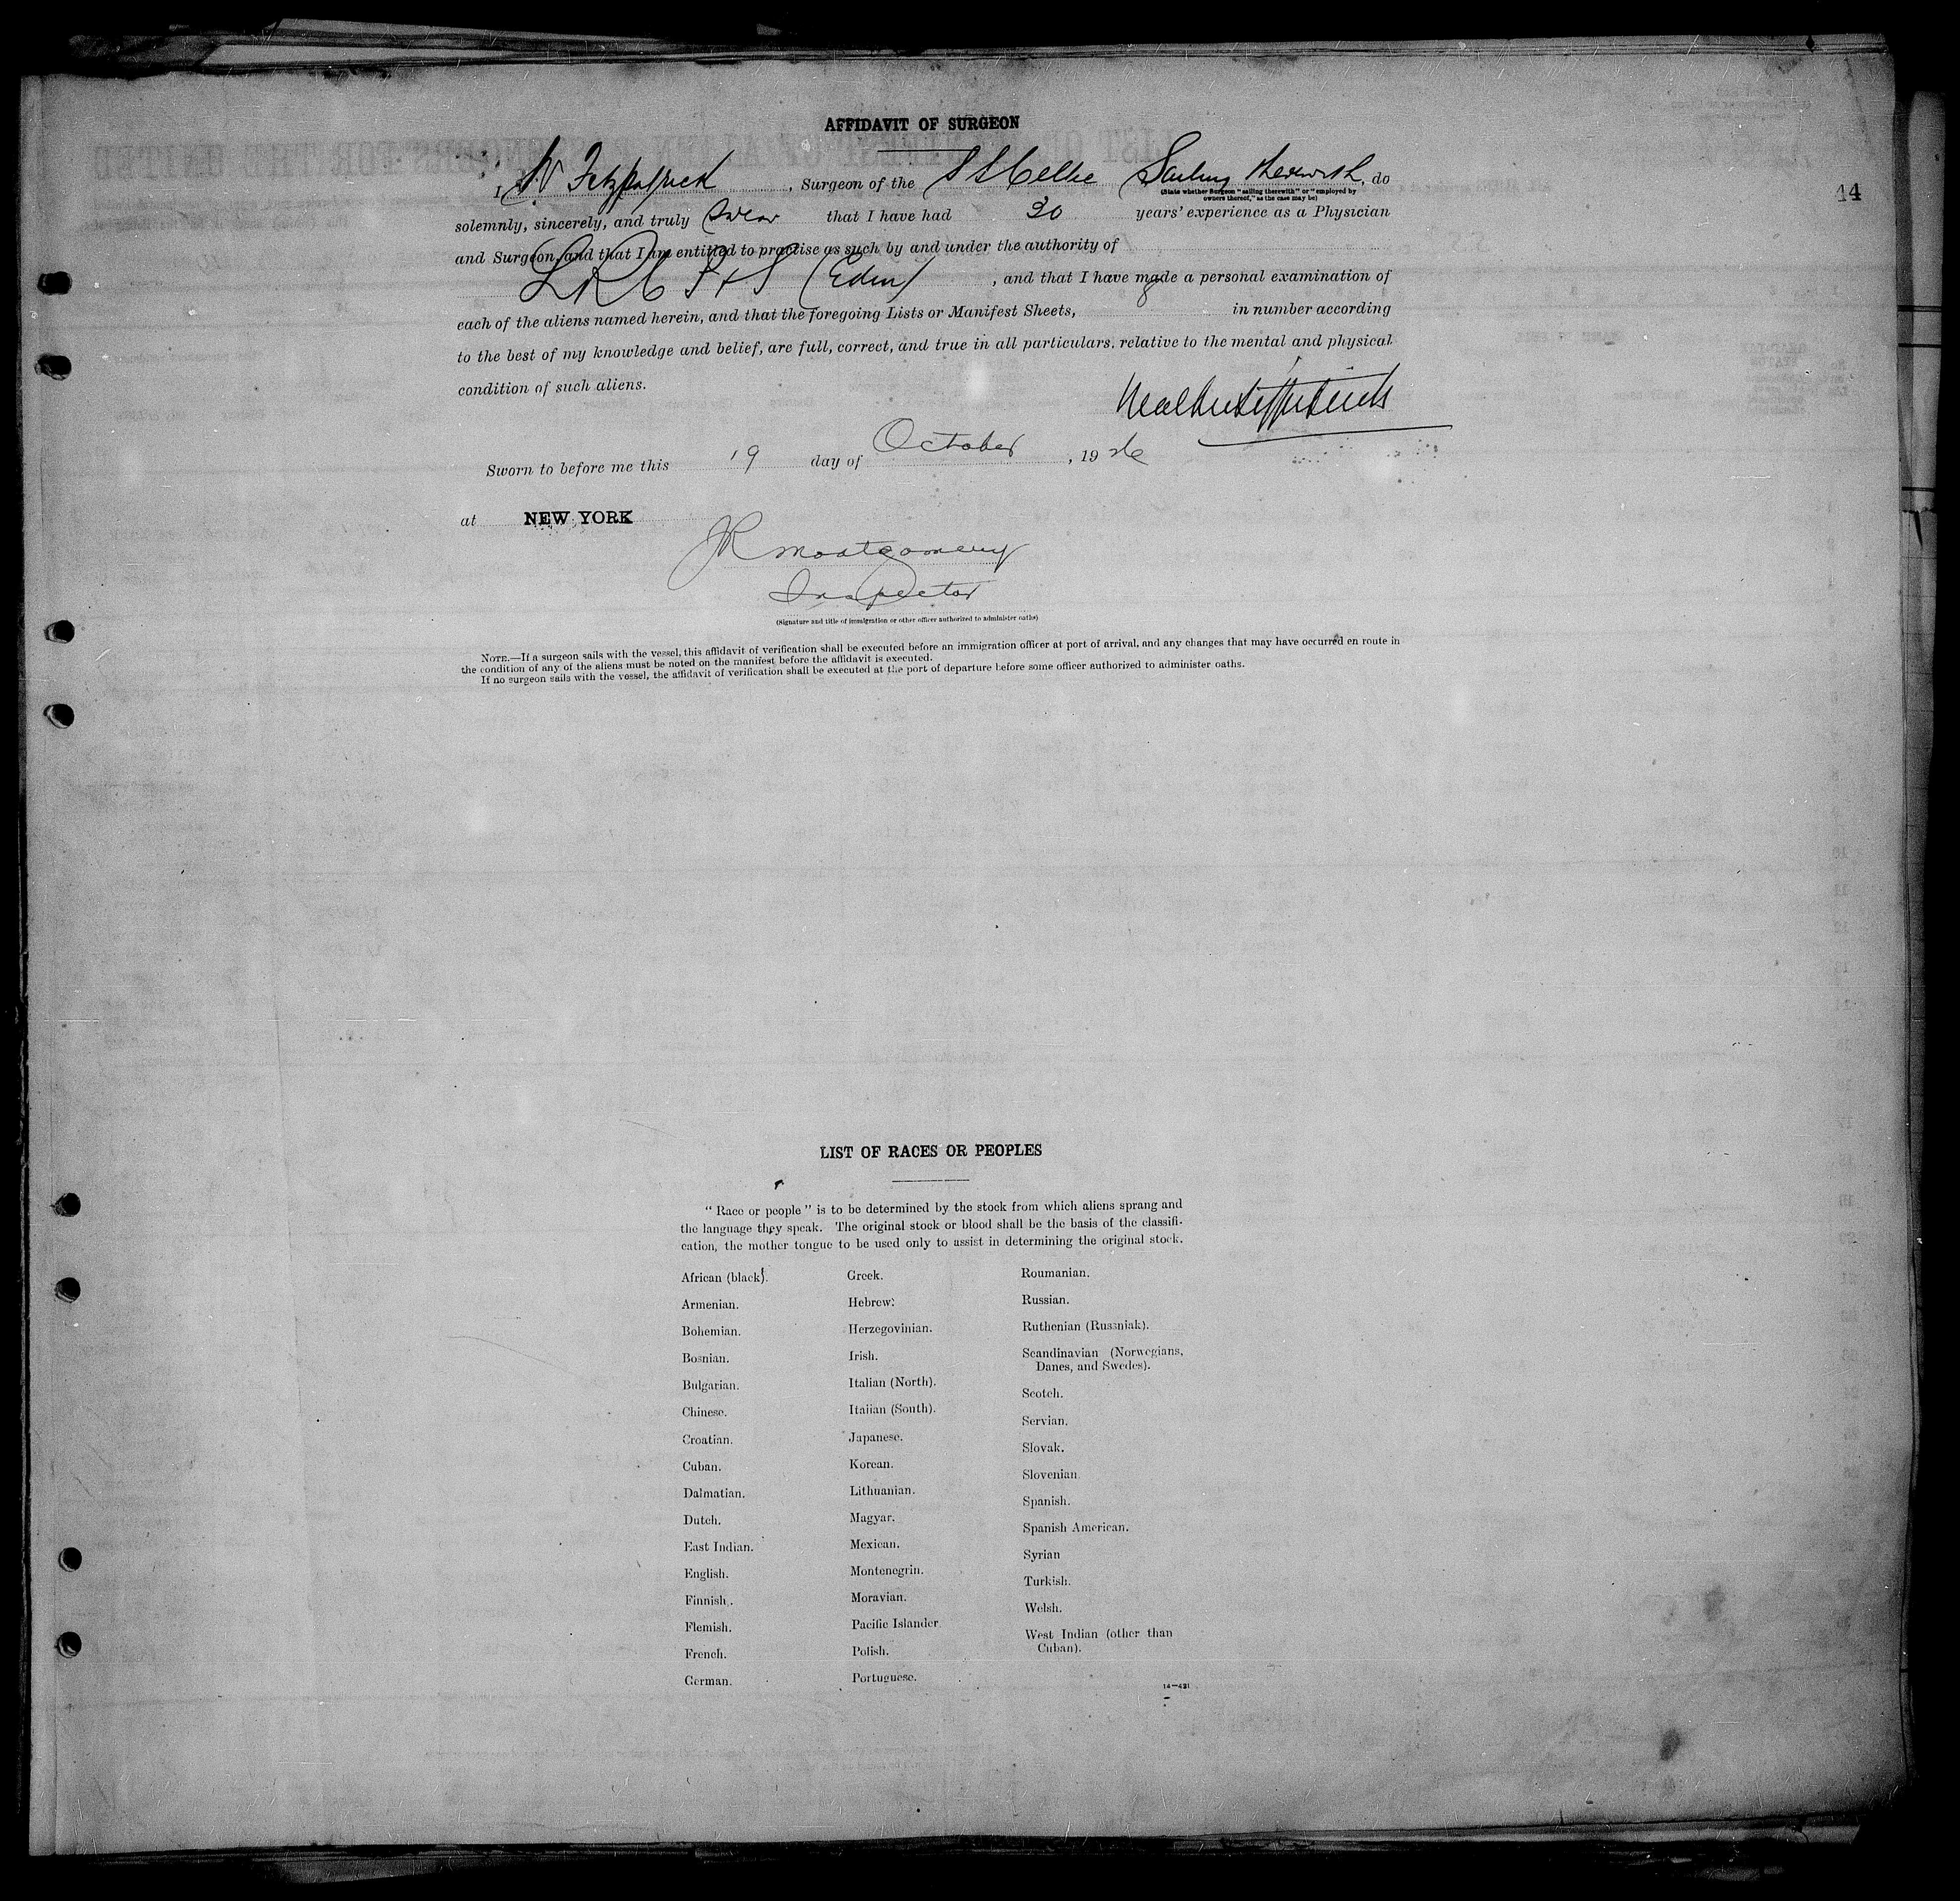 AFFIDAVIT OF SURGEON
44
I, W Fitzpatrick, Surgeon of the SS Celtic Sailing therewith, do
(State whether Surgeon "sailing therewith" or "employed by
owners thereof," as the case may be)
solemnly, sincerely, and truly swear that I have had 30 years' experience as a Physician
and Surgeon, and that I am entitled to practise as such by and under the authority of
L R C P & S (Edin), and that I have made a personal examination of
each of the aliens named herein, and that the foregoing Lists or Manifest Sheets, 8 in number according
to the best of my knowledge and belief, are full, correct, and true in all particulars, relative to the mental and physical
condition of such aliens.
Sworn to before me this 19 day of October, 1926
at NEW YORK
JR Montgomery
Inspector
(Signature and title of immigration or other officer authorized to administer oaths)
NOTE.—If a surgeon sails with the vessel, this affidavit of verification shall be executed before an immigration officer at port of arrival, and any changes that may have occurred en route in
the condition of any of the aliens must be noted on the manifest before the affidavit is executed.
If no surgeon sails with the vessel, the affidavit of verification shall be executed at the port of departure before some officer authorized to administer oaths.
LIST OF RACES OR PEOPLES
"Race or people" is to be determined by the stock from which aliens sprang and
the language they speak. The original stock or blood shall be the basis of the classifi-
cation, the mother tongue to be used only to assist in determining the original stock.
African (black).
Armenian.
Bohemian.
Bosnian.
Bulgarian.
Chinese.
Croatian.
Cuban.
Dalmatian.
Dutch.
East Indian.
English.
Finnish.
Flemish.
French.
German.
Greek.
Hebrew.
Herzegovinian.
Irish.
Italian (North).
Italian (South).
Japanese.
Korean.
Lithuanian.
Magyar.
Mexican.
Montenegrin.
Moravian.
Pacific Islander
Polish.
Portuguese.
Roumanian.
Russian.
Ruthenian (Russniak).
Scandinavian (Norwegians,
Danes, and Swedes).
Scotch.
Servian.
Slovak.
Slovenian
Spanish.
Spanish American.
Syrian
Turkish.
Welsh.
West Indian (other than
Cuban).
14—421